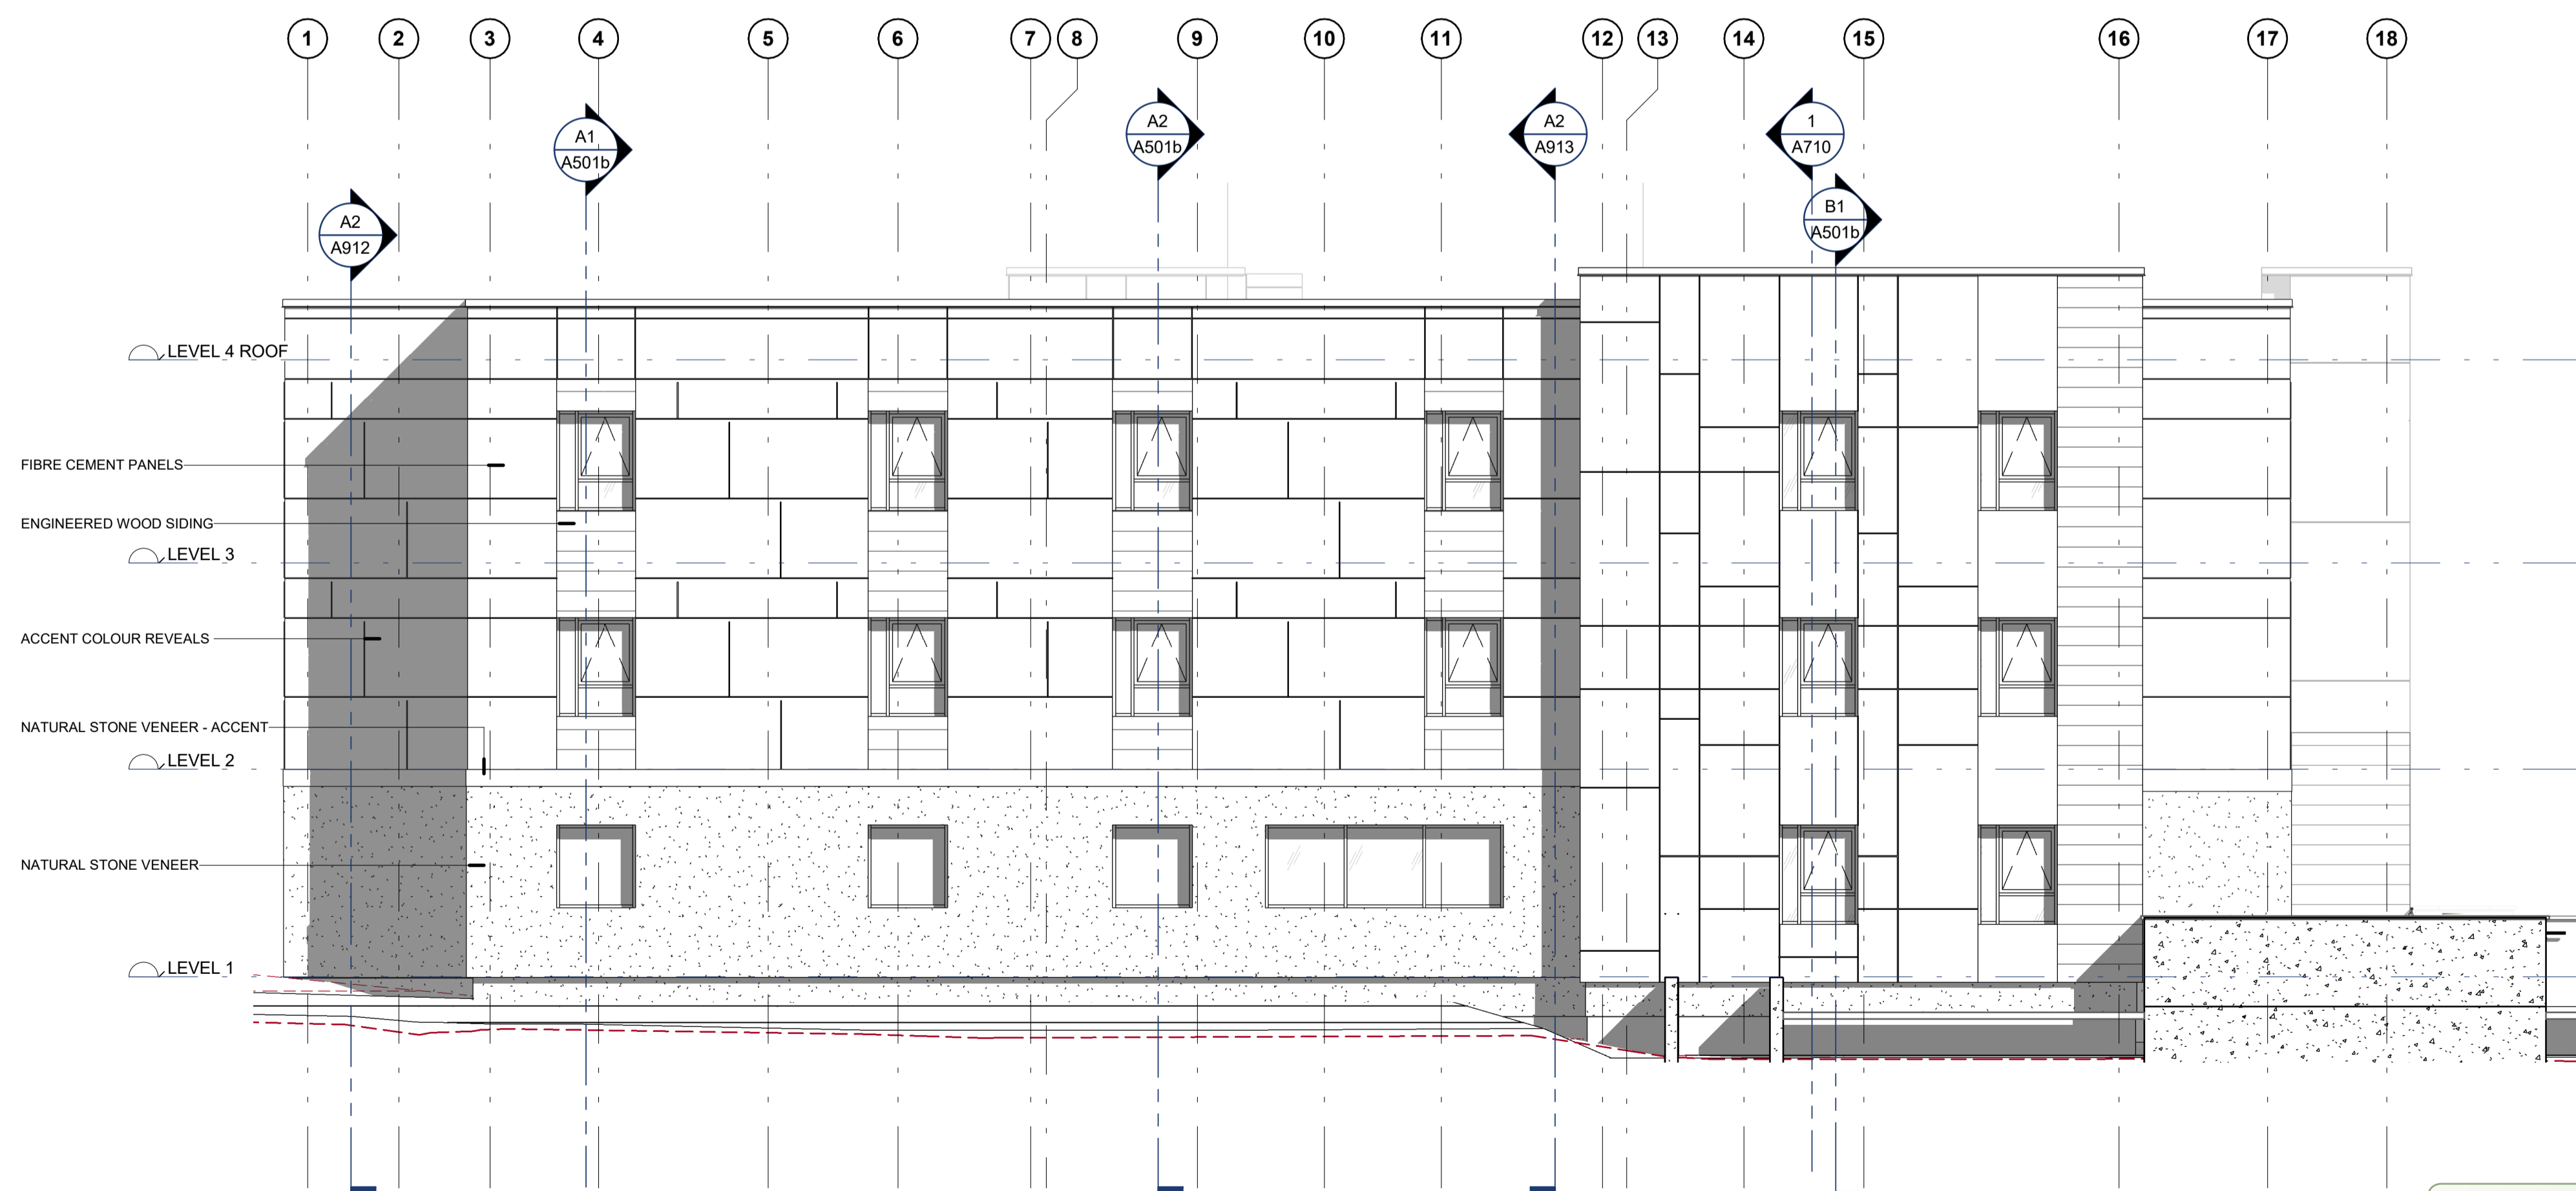 1 2 3 4 5 6 7 8 9 10 11 12 13 14 15 16 17 18
A1
A501b
A2
A501b
A2
A913
1
A710
A2
A912
B1
A501b
LEVEL 4 ROOF
FIBRE CEMENT PANELS
ENGINEERED WOOD SIDING
LEVEL 3
ACCENT COLOUR REVEALS
NATURAL STONE VENEER - ACCENT
LEVEL 2
NATURAL STONE VENEER
LEVEL 1